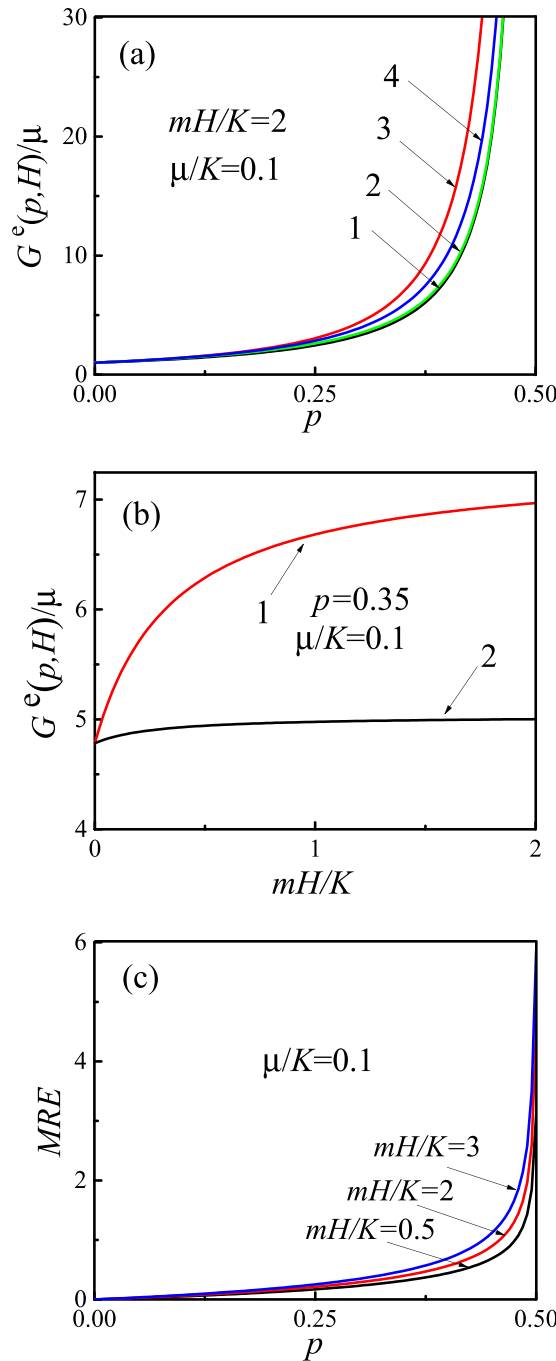 30
(a)
mH/K=2
μ/K=0.1
4
3
2
1
20
10
0
G e(p,H)/μ
0.00
0.25
0.50
p
7
(b)
1
p=0.35
μ/K=0.1
2
6
5
4
G e(p,H)/μ
0
1
2
mH/K
6
(c)
μ/K=0.1
4
2
0
MRE
mH/K=3
mH/K=2
mH/K=0.5
0.00
0.25
0.50
p